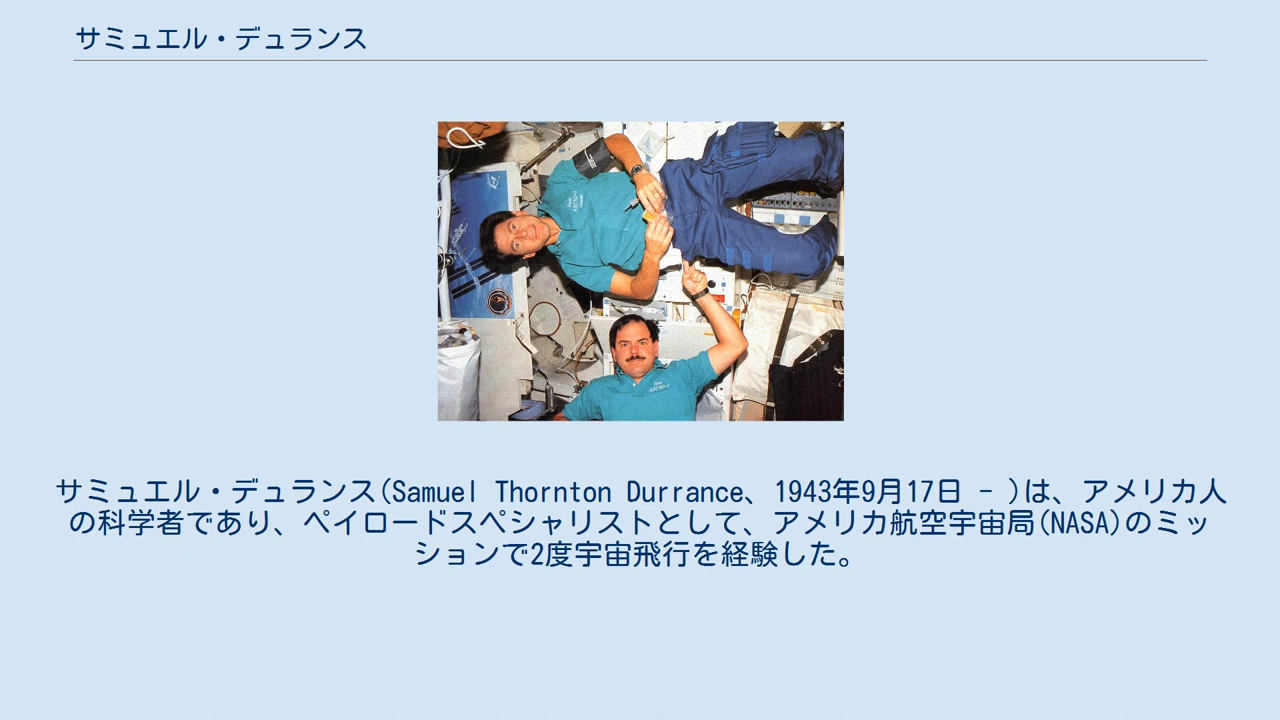 サミュエル・デュランス
サミュエル・デュランス(Samuel Thornton Durrance、1943年9月17日 - )は、アメリカ人
の科学者であり、ペイロードスペシャリストとして、アメリカ航空宇宙局(NASA)のミッ
ションで2度宇宙飛行を経験した。